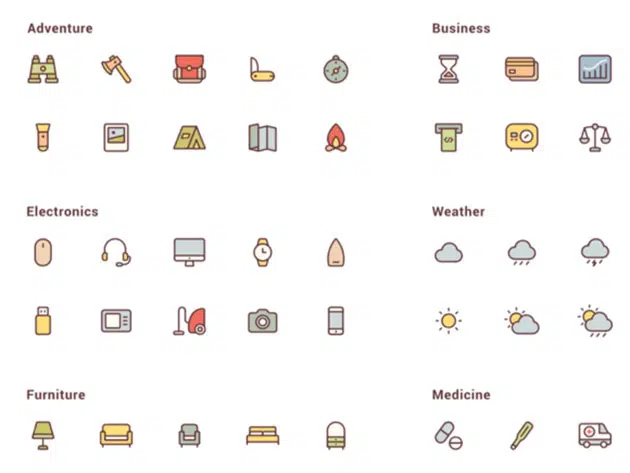 Adventure
Business
Electronics
Weather
Furniture
Medicine